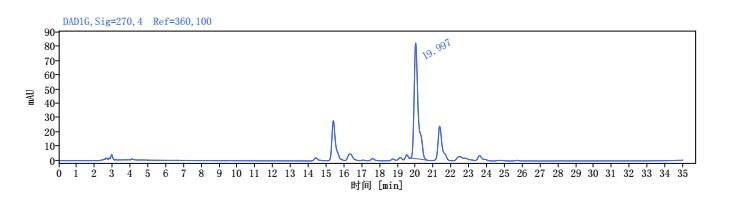 DAD1G,Sig=270,4 Ref=360,100
90
80
70
60
50
40
30
20
10
0
mAU
19.997
0 1 2 3 4 5 6 7 8 9 10 11 12 13 14 15 16 17 18 19 20 21 22 23 24 25 26 27 28 29 30 31 32 33 34 35
时间 [min]